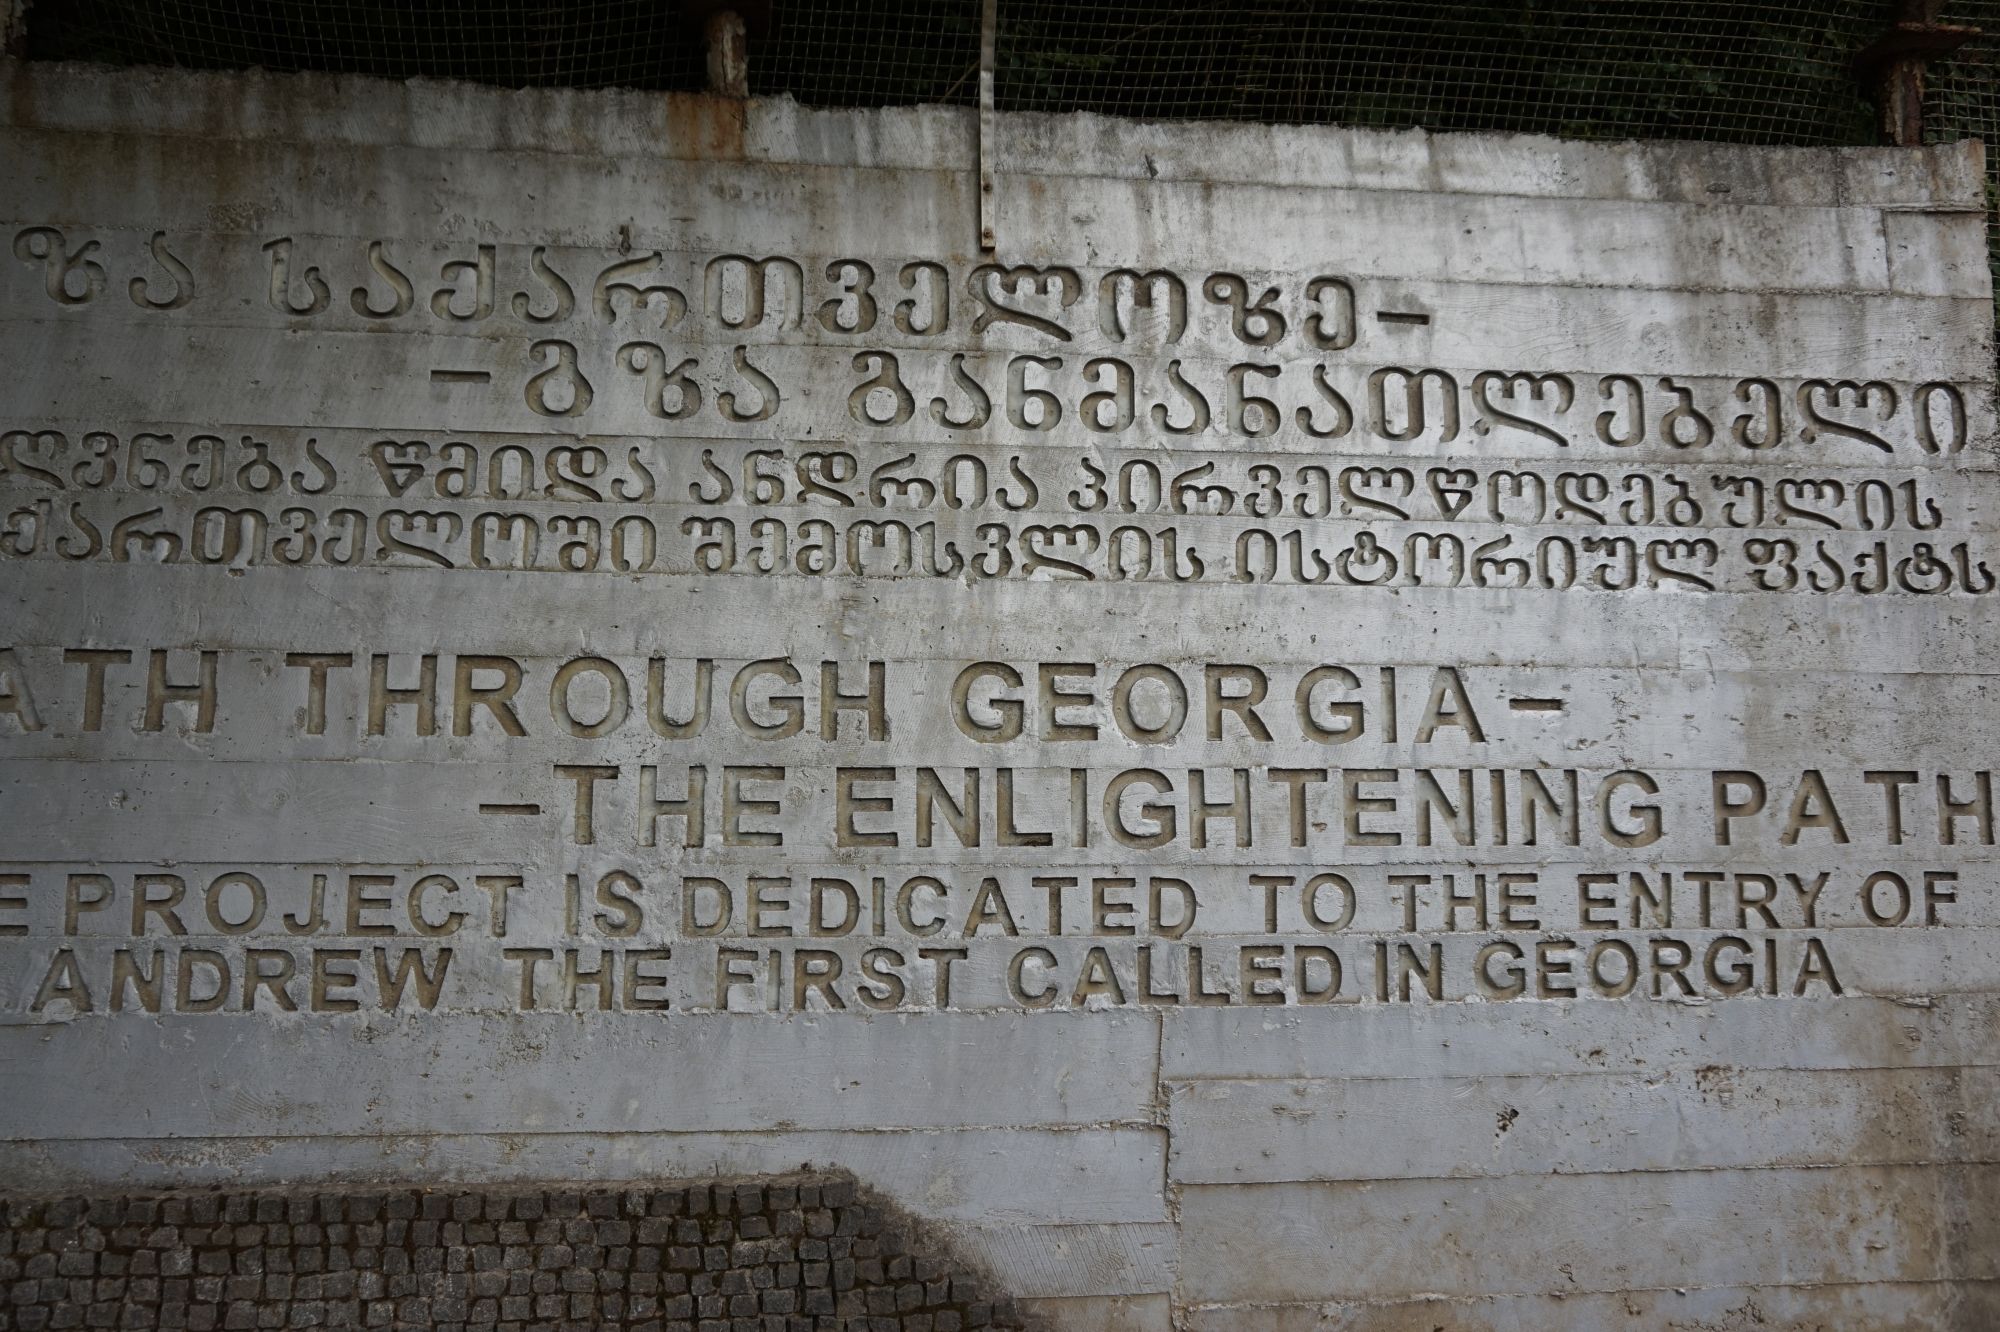 ზა საქართველოზე–
–გზა განმანათლებელი
წმიდა ანდრია პირველწოდებულის
ქართველოში შემოსვლის ისტორიულ ფაქტს
ATH THROUGH GEORGIA–
–THE ENLIGHTENING PATH
E PROJECT IS DEDICATED TO THE ENTRY OF
ANDREW THE FIRST CALLED IN GEORGIA